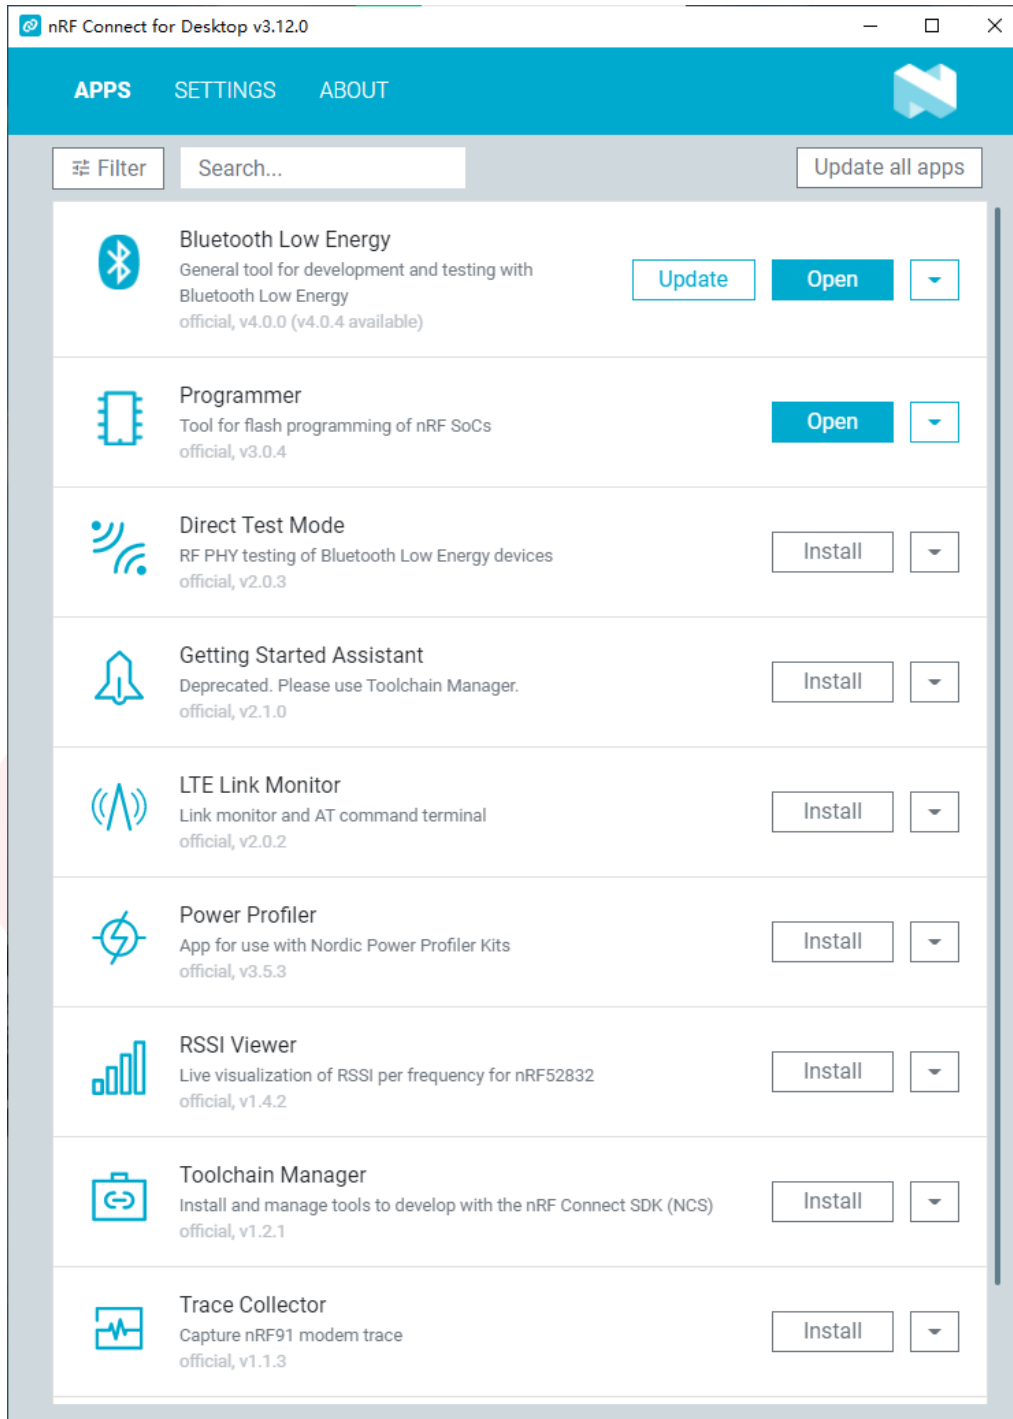 nRF Connect for Desktop v3.12.0
APPS SETTINGS ABOUT
Filter Search... Update all apps
Bluetooth Low Energy
General tool for development and testing with
Bluetooth Low Energy
official, v4.0.0 (v4.0.4 available)
Update Open
Programmer
Tool for flash programming of nRF SoCs
official, v3.0.4
Open
Direct Test Mode
RF PHY testing of Bluetooth Low Energy devices
official, v2.0.3
Install
Getting Started Assistant
Deprecated. Please use Toolchain Manager.
official, v2.1.0
Install
LTE Link Monitor
Link monitor and AT command terminal
official, v2.0.2
Install
Power Profiler
App for use with Nordic Power Profiler Kits
official, v3.5.3
Install
RSSI Viewer
Live visualization of RSSI per frequency for nRF52832
official, v1.4.2
Install
Toolchain Manager
Install and manage tools to develop with the nRF Connect SDK (NCS)
official, v1.2.1
Install
Trace Collector
Capture nRF91 modem trace
official, v1.1.3
Install